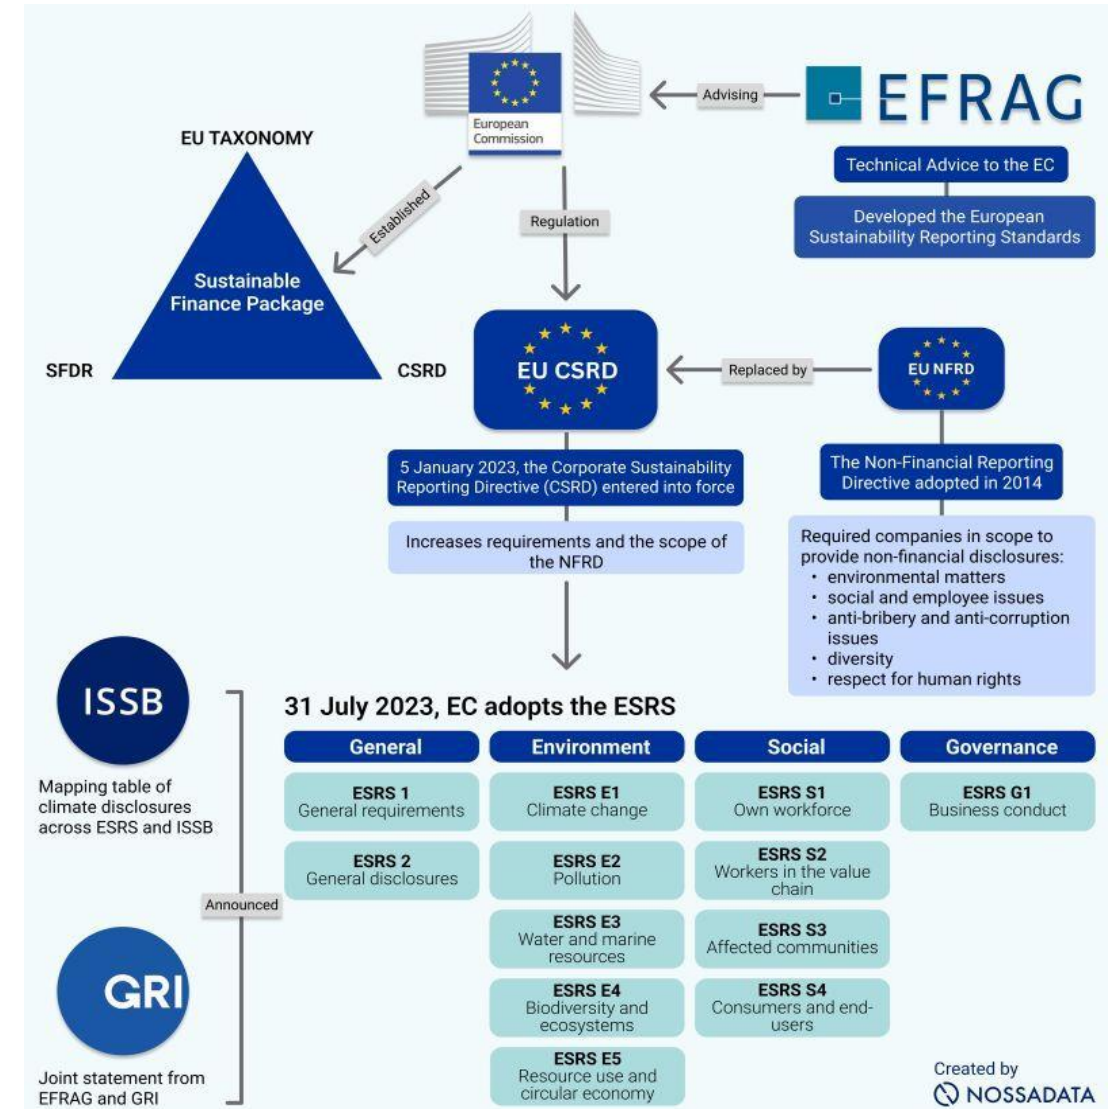 European
Commission
Advising
EFRAG
Technical Advice to the EC
Developed the European
Sustainability Reporting Standards
EU TAXONOMY
Established
Regulation
Sustainable
Finance Package
SFDR
CSRD
EU CSRD
Replaced by
EU NFRD
5 January 2023, the Corporate Sustainability
Reporting Directive (CSRD) entered into force
Increases requirements and the scope of
the NFRD
The Non-Financial Reporting
Directive adopted in 2014
Required companies in scope to
provide non-financial disclosures:
• environmental matters
• social and employee issues
• anti-bribery and anti-corruption
issues
• diversity
• respect for human rights
ISSB
Mapping table of
climate disclosures
across ESRS and ISSB
Announced
GRI
Joint statement from
EFRAG and GRI
31 July 2023, EC adopts the ESRS
General
ESRS 1
General requirements
ESRS 2
General disclosures
Environment
ESRS E1
Climate change
ESRS E2
Pollution
ESRS E3
Water and marine
resources
ESRS E4
Biodiversity and
ecosystems
ESRS E5
Resource use and
circular economy
Social
ESRS S1
Own workforce
ESRS S2
Workers in the value
chain
ESRS S3
Affected communities
ESRS S4
Consumers and end-
users
Governance
ESRS G1
Business conduct
Created by
NOSSADATA